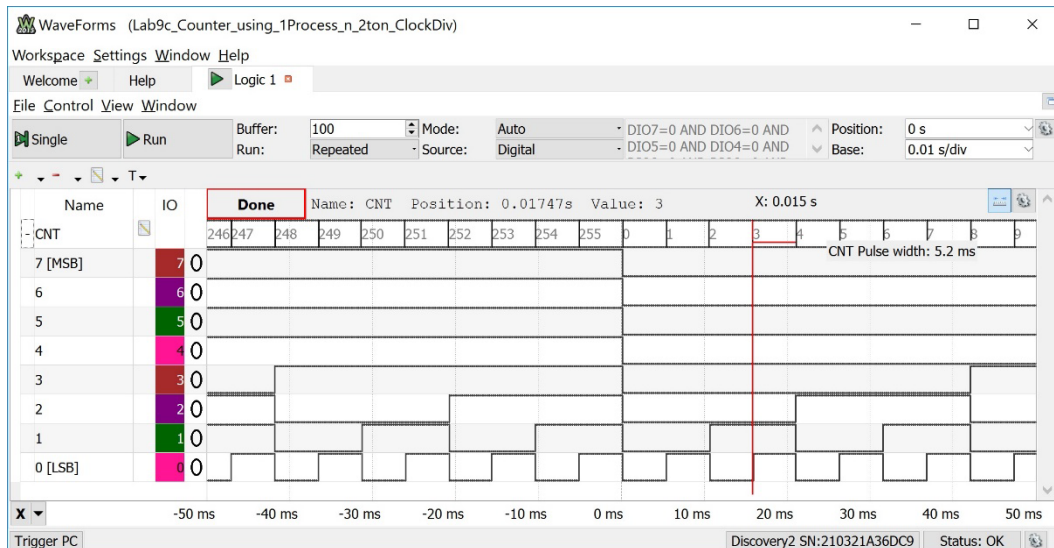 WaveForms (Lab9c_Counter_using_1Process_n_2ton_ClockDiv)
Workspace Settings Window Help
Welcome Help Logic 1
File Control View Window
Single Run Buffer: 100 Mode: Auto DIO7=0 AND DIO6=0 AND Position: 0 s
Run: Repeated Source: Digital DIO5=0 AND DIO4=0 AND Base: 0.01 s/div
+ - T
Name IO Done Name: CNT Position: 0.01747s Value: 3 X: 0.015 s
CNT 246 247 248 249 250 251 252 253 254 255 0 1 2 3 4 5 6 7 8 9
7 [MSB] 7 0 CNT Pulse width: 5.2 ms
6 6 0
5 5 0
4 4 0
3 3 0
2 2 0
1 1 0
0 [LSB] 0 0
X -50 ms -40 ms -30 ms -20 ms -10 ms 0 ms 10 ms 20 ms 30 ms 40 ms 50 ms
Trigger PC Discovery2 SN:210321A36DC9 Status: OK